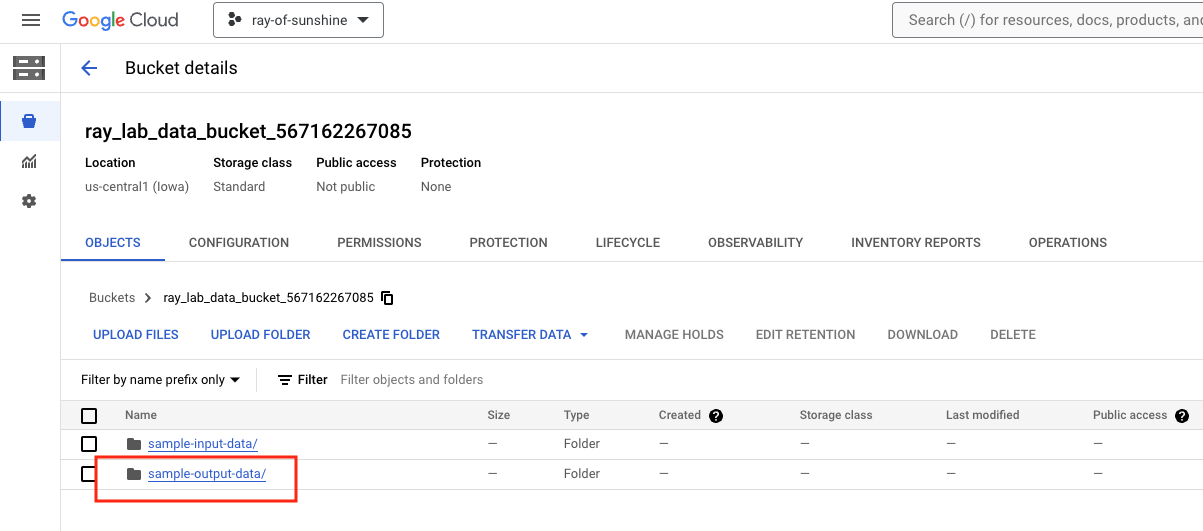 Google Cloud ray-of-sunshine Search (/) for resources, docs, products, an
Bucket details
ray_lab_data_bucket_567162267085
Location Storage class Public access Protection
us-central1 (Iowa) Standard Not public None
OBJECTS CONFIGURATION PERMISSIONS PROTECTION LIFECYCLE OBSERVABILITY INVENTORY REPORTS OPERATIONS
Buckets > ray_lab_data_bucket_567162267085
UPLOAD FILES UPLOAD FOLDER CREATE FOLDER TRANSFER DATA MANAGE HOLDS EDIT RETENTION DOWNLOAD DELETE
Filter by name prefix only Filter Filter objects and folders
Name Size Type Created ? Storage class Last modified Public access ?
sample-input-data/ — Folder — — — —
sample-output-data/ — Folder — — — —